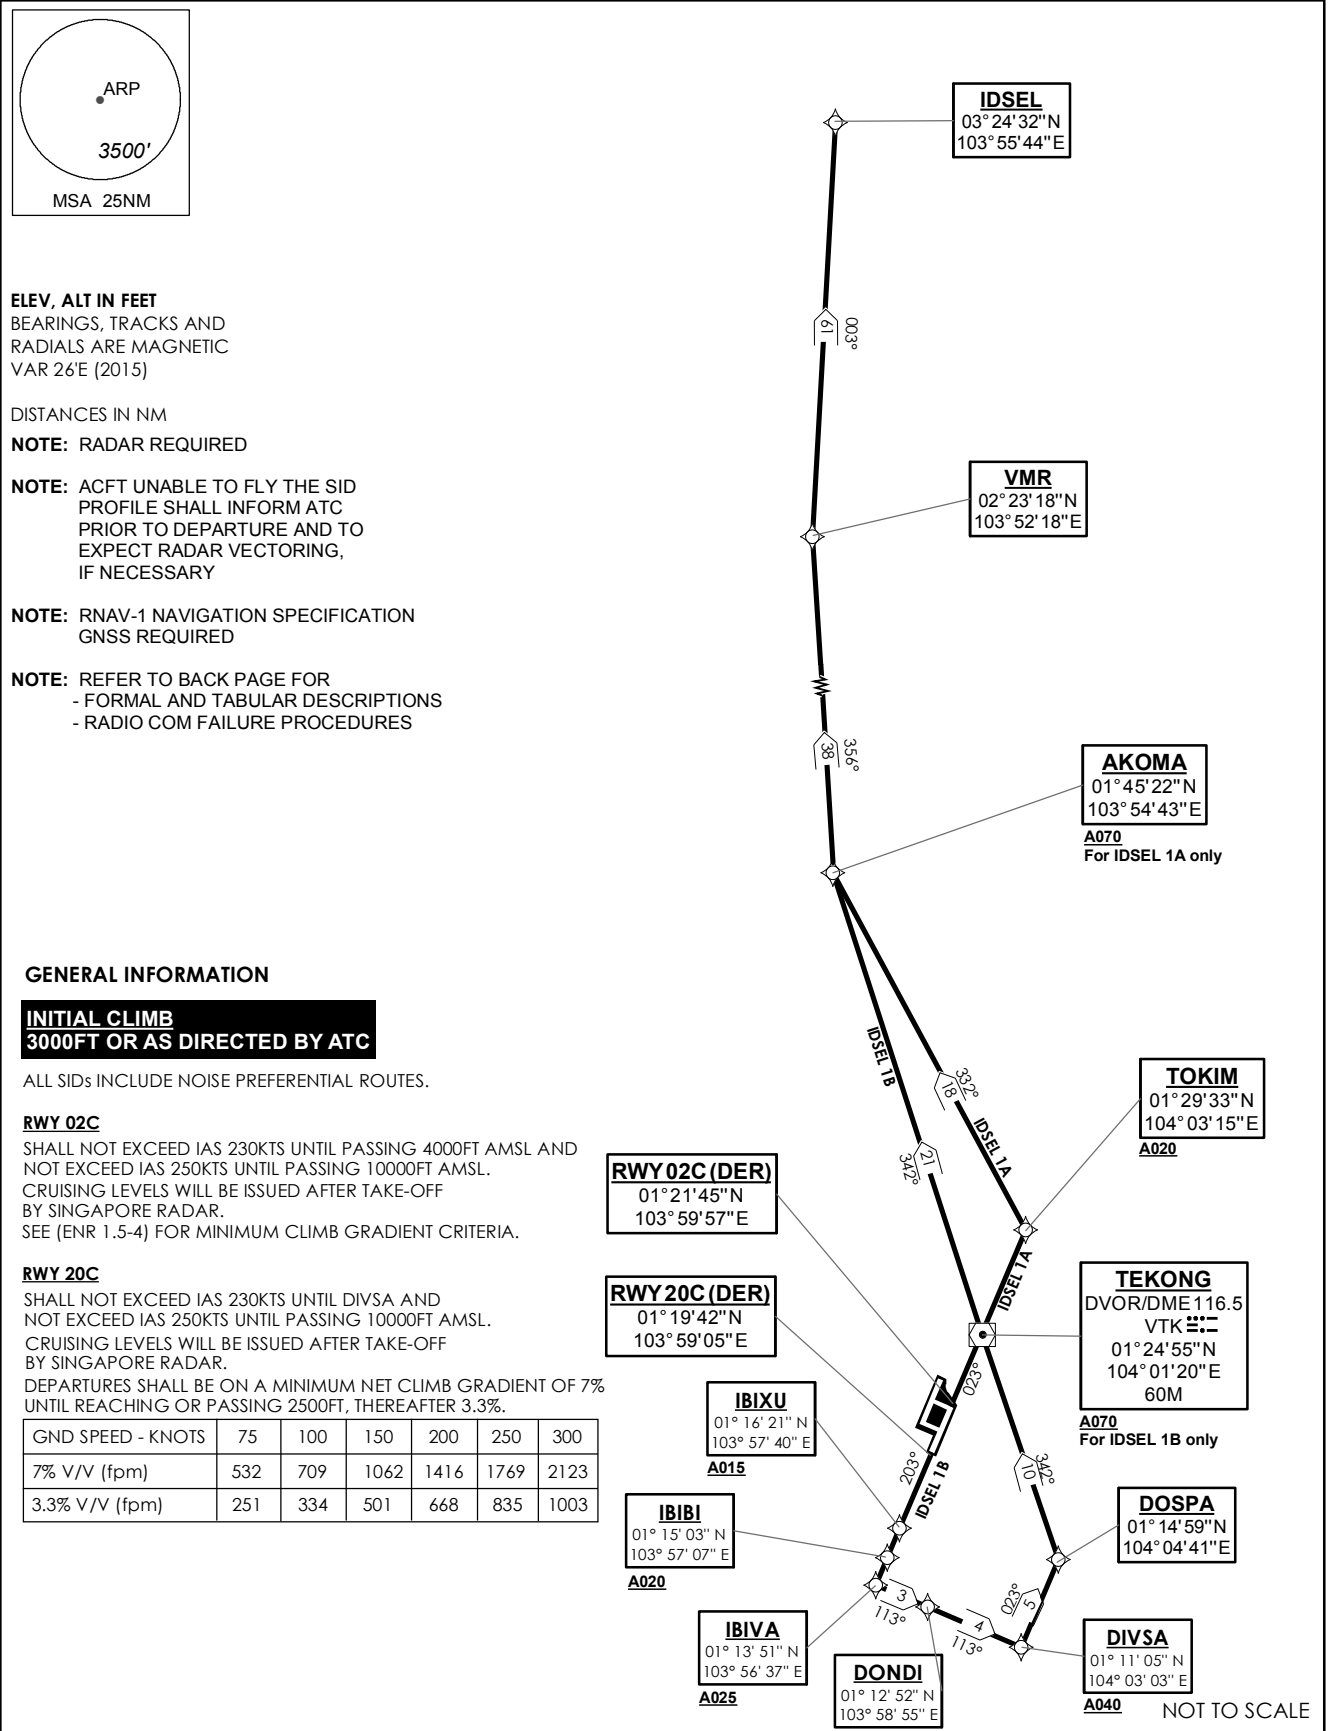 ARP
3500'
MSA 25NM
ELEV, ALT IN FEET
BEARINGS, TRACKS AND
RADIALS ARE MAGNETIC
VAR 26'E (2015)
DISTANCES IN NM
NOTE: RADAR REQUIRED
NOTE: ACFT UNABLE TO FLY THE SID
PROFILE SHALL INFORM ATC
PRIOR TO DEPARTURE AND TO
EXPECT RADAR VECTORING,
IF NECESSARY
NOTE: RNAV-1 NAVIGATION SPECIFICATION
GNSS REQUIRED
NOTE: REFER TO BACK PAGE FOR
- FORMAL AND TABULAR DESCRIPTIONS
- RADIO COM FAILURE PROCEDURES
GENERAL INFORMATION
INITIAL CLIMB
3000FT OR AS DIRECTED BY ATC
ALL SIDs INCLUDE NOISE PREFERENTIAL ROUTES.
RWY 02C
SHALL NOT EXCEED IAS 230KTS UNTIL PASSING 4000FT AMSL AND
NOT EXCEED IAS 250KTS UNTIL PASSING 10000FT AMSL.
CRUISING LEVELS WILL BE ISSUED AFTER TAKE-OFF
BY SINGAPORE RADAR.
SEE (ENR 1.5-4) FOR MINIMUM CLIMB GRADIENT CRITERIA.
RWY 20C
SHALL NOT EXCEED IAS 230KTS UNTIL DIVSA AND
NOT EXCEED IAS 250KTS UNTIL PASSING 10000FT AMSL.
CRUISING LEVELS WILL BE ISSUED AFTER TAKE-OFF
BY SINGAPORE RADAR.
DEPARTURES SHALL BE ON A MINIMUM NET CLIMB GRADIENT OF 7%
UNTIL REACHING OR PASSING 2500FT, THEREAFTER 3.3%.
GND SPEED - KNOTS 75 100 150 200 250 300
7% V/V (fpm) 532 709 1062 1416 1769 2123
3.3% V/V (fpm) 251 334 501 668 835 1003
IDSEL
03°24'32"N
103°55'44"E
61
003°
VMR
02°23'18"N
103°52'18"E
38
356°
AKOMA
01°45'22"N
103°54'43"E
A070
For IDSEL 1A only
IDSEL 1B
332°
18
IDSEL 1A
21
342°
TOKIM
01°29'33"N
104°03'15"E
A020
IDSEL 1A
RWY 02C (DER)
01°21'45"N
103°59'57"E
RWY 20C (DER)
01°19'42"N
103°59'05"E
TEKONG
DVOR/DME 116.5
VTK
01°24'55"N
104°01'20"E
60M
A070
For IDSEL 1B only
023°
IBIXU
01° 16' 21" N
103° 57' 40" E
A015
203°
IDSEL 1B
342°
10
IBIBI
01° 15' 03" N
103° 57' 07" E
A020
DOSPA
01°14'59"N
104°04'41"E
3
113°
4
113°
023°
5
IBIVA
01° 13' 51" N
103° 56' 37" E
A025
DONDI
01° 12' 52" N
103° 58' 55" E
DIVSA
01° 11' 05" N
104° 03' 03" E
A040
NOT TO SCALE